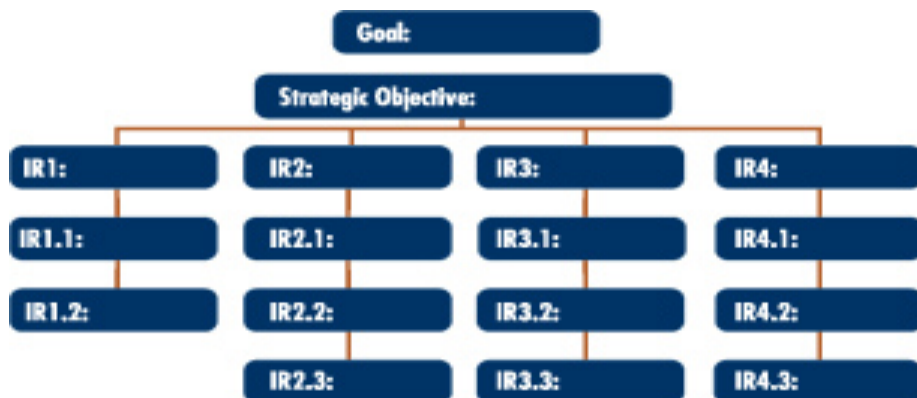 Goal:
Strategic Objective:
IR1: IR2: IR3: IR4:
IR1.1: IR2.1: IR3.1: IR4.1:
IR1.2: IR2.2: IR3.2: IR4.2:
IR2.3: IR3.3: IR4.3: